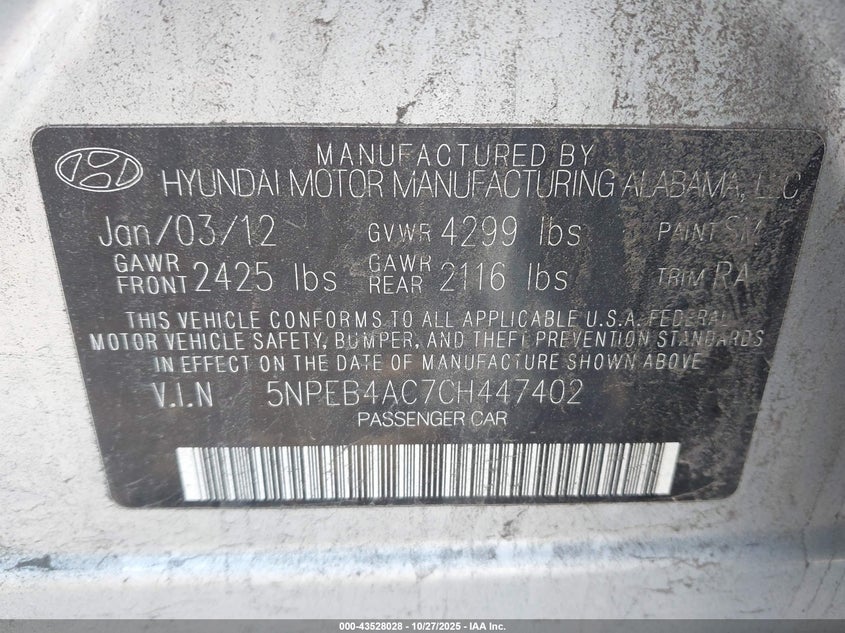 MANUFACTURED BY
HYUNDAI MOTOR MANUFACTURING ALABAMA, LLC
Jan/03/12 GVWR 4299 lbs PAINT SM
GAWR FRONT 2425 lbs GAWR REAR 2116 lbs TRIM RA
THIS VEHICLE CONFORMS TO ALL APPLICABLE U.S.A. FEDERAL
MOTOR VEHICLE SAFETY, BUMPER, AND THEFT PREVENTION STANDARDS
IN EFFECT ON THE DATE OF MANUFACTURE SHOWN ABOVE
V.I.N 5NPEB4AC7CH447402
PASSENGER CAR
000-43528028 - 10/27/2025 - IAA Inc.